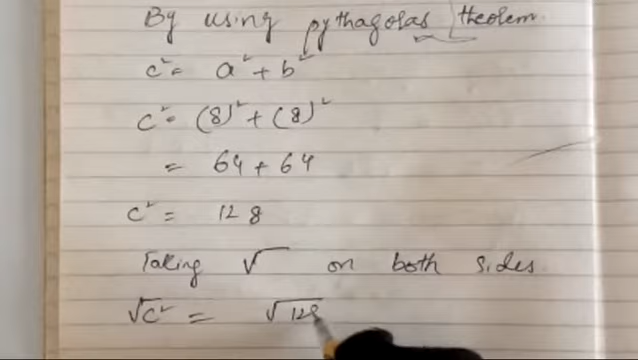 By using pythagolas theolem
c² = a² + b²
c² = (8)² + (8)²
= 64 + 64
c² = 128
Taking √ on both sides
√c² = √128